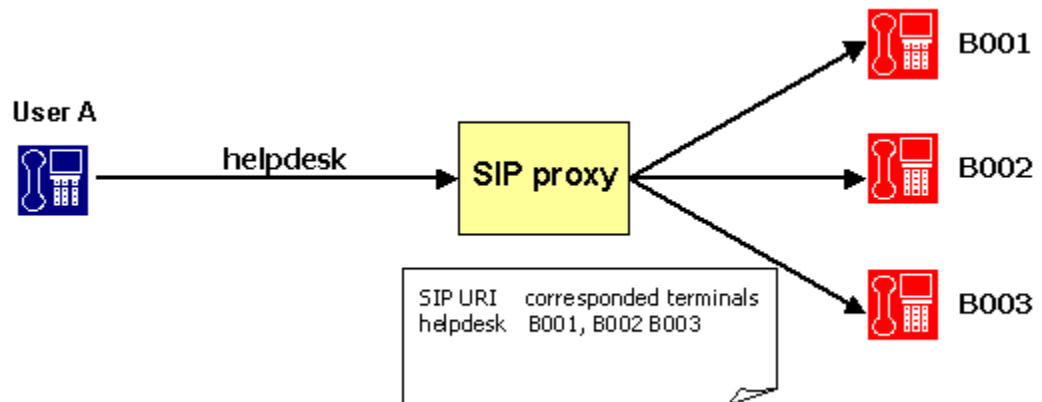 User A
helpdesk
SIP proxy
B001
B002
B003
SIP URI corresponded terminals
helpdesk B001, B002 B003